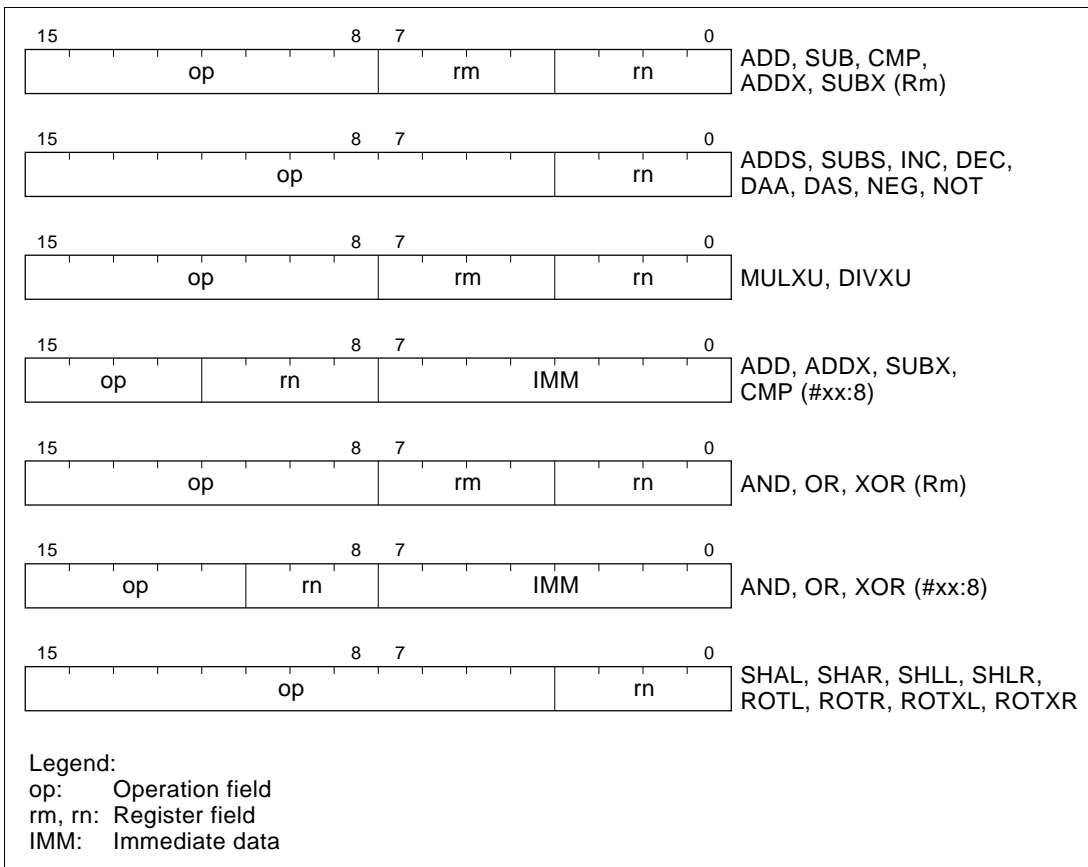 15 8 7 0
op rm rn
ADD, SUB, CMP,
ADDX, SUBX (Rm)
15 8 7 0
op rn
ADDS, SUBS, INC, DEC,
DAA, DAS, NEG, NOT
15 8 7 0
op rm rn
MULXU, DIVXU
15 8 7 0
op rn IMM
ADD, ADDX, SUBX,
CMP (#xx:8)
15 8 7 0
op rm rn
AND, OR, XOR (Rm)
15 8 7 0
op rn IMM
AND, OR, XOR (#xx:8)
15 8 7 0
op rn
SHAL, SHAR, SHLL, SHLR,
ROTL, ROTR, ROTXL, ROTXR
Legend:
op: Operation field
rm, rn: Register field
IMM: Immediate data